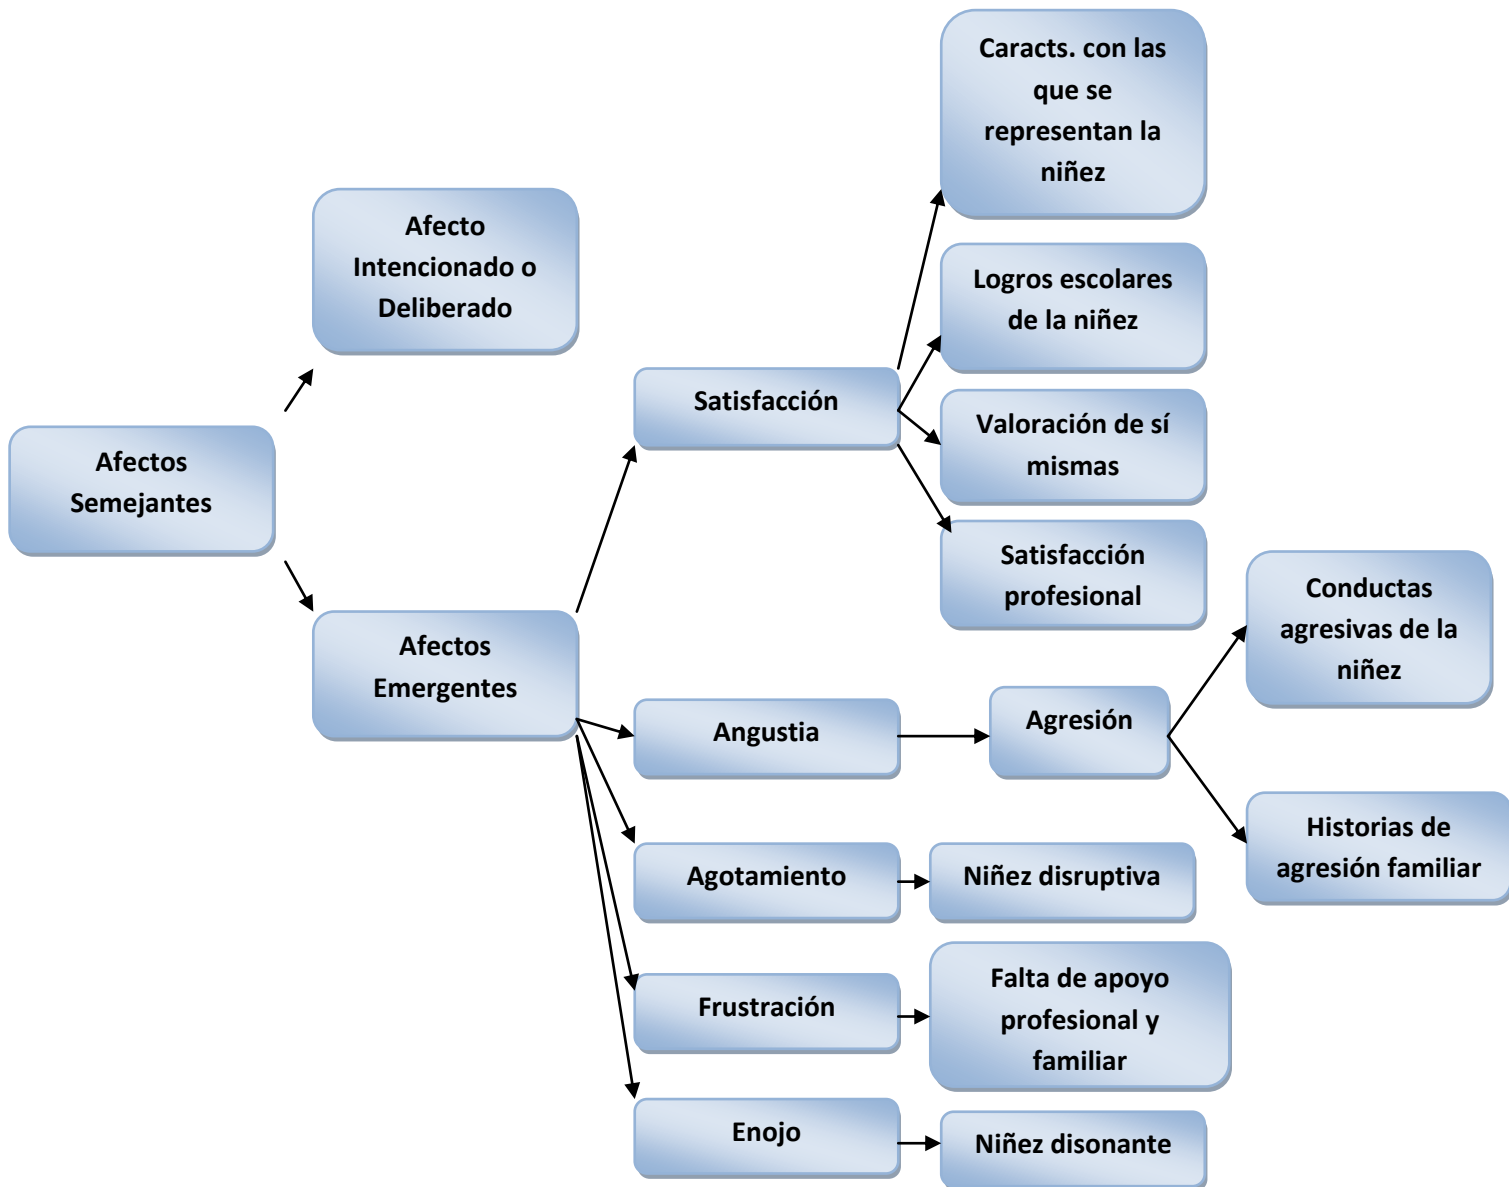 Afectos
Semejantes
Afecto
Intencionado o
Deliberado
Afectos
Emergentes
Satisfacción
Caracts. con las
que se
representan la
niñez
Logros escolares
de la niñez
Valoración de sí
mismas
Satisfacción
profesional
Angustia
Agresión
Conductas
agresivas de la
niñez
Historias de
agresión familiar
Agotamiento
Niñez disruptiva
Frustración
Falta de apoyo
profesional y
familiar
Enojo
Niñez disonante